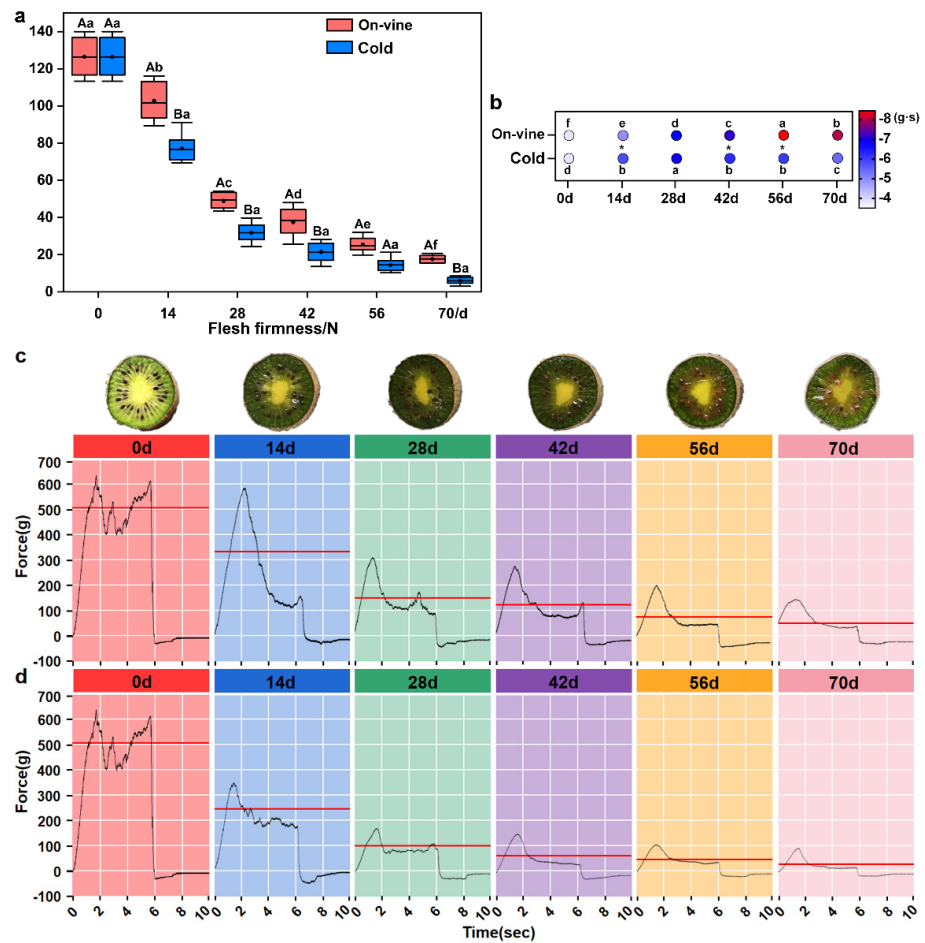 a
On-vine
Cold
140
120
100
80
60
40
20
0
Aa Aa
Ab
Ba
Ac
Ba
Ad
Ba
Ae
Aa
Af
Ba
0 14 28 42 56 70/d
Flesh firmness/N
b
f e d c a b
On-vine
* * *
Cold
d b a b b c
0d 14d 28d 42d 56d 70d
-8 (g·s)
-7
-6
-5
-4
c
0d 14d 28d 42d 56d 70d
Force(g)
700
600
500
400
300
200
100
0
-100
d
0d 14d 28d 42d 56d 70d
Force(g)
700
600
500
400
300
200
100
0
-100
0 2 4 6 8 10 0 2 4 6 8 10 0 2 4 6 8 10 0 2 4 6 8 10 0 2 4 6 8 10 0 2 4 6 8 10
Time(sec)